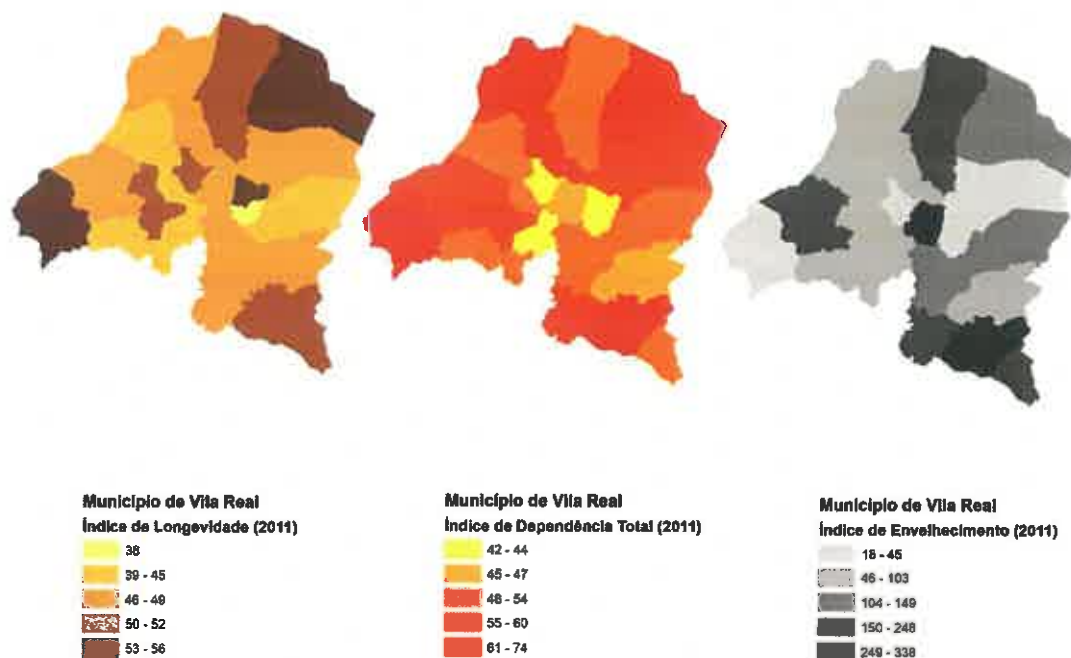 Município de Vila Real
Índice de Longevidade (2011)
38
39 - 45
46 - 49
50 - 52
53 - 56
Município de Vila Real
Índice de Dependência Total (2011)
42 - 44
45 - 47
48 - 54
55 - 60
61 - 74
Município de Vila Real
Índice de Envelhecimento (2011)
18 - 45
46 - 103
104 - 149
150 - 248
249 - 338